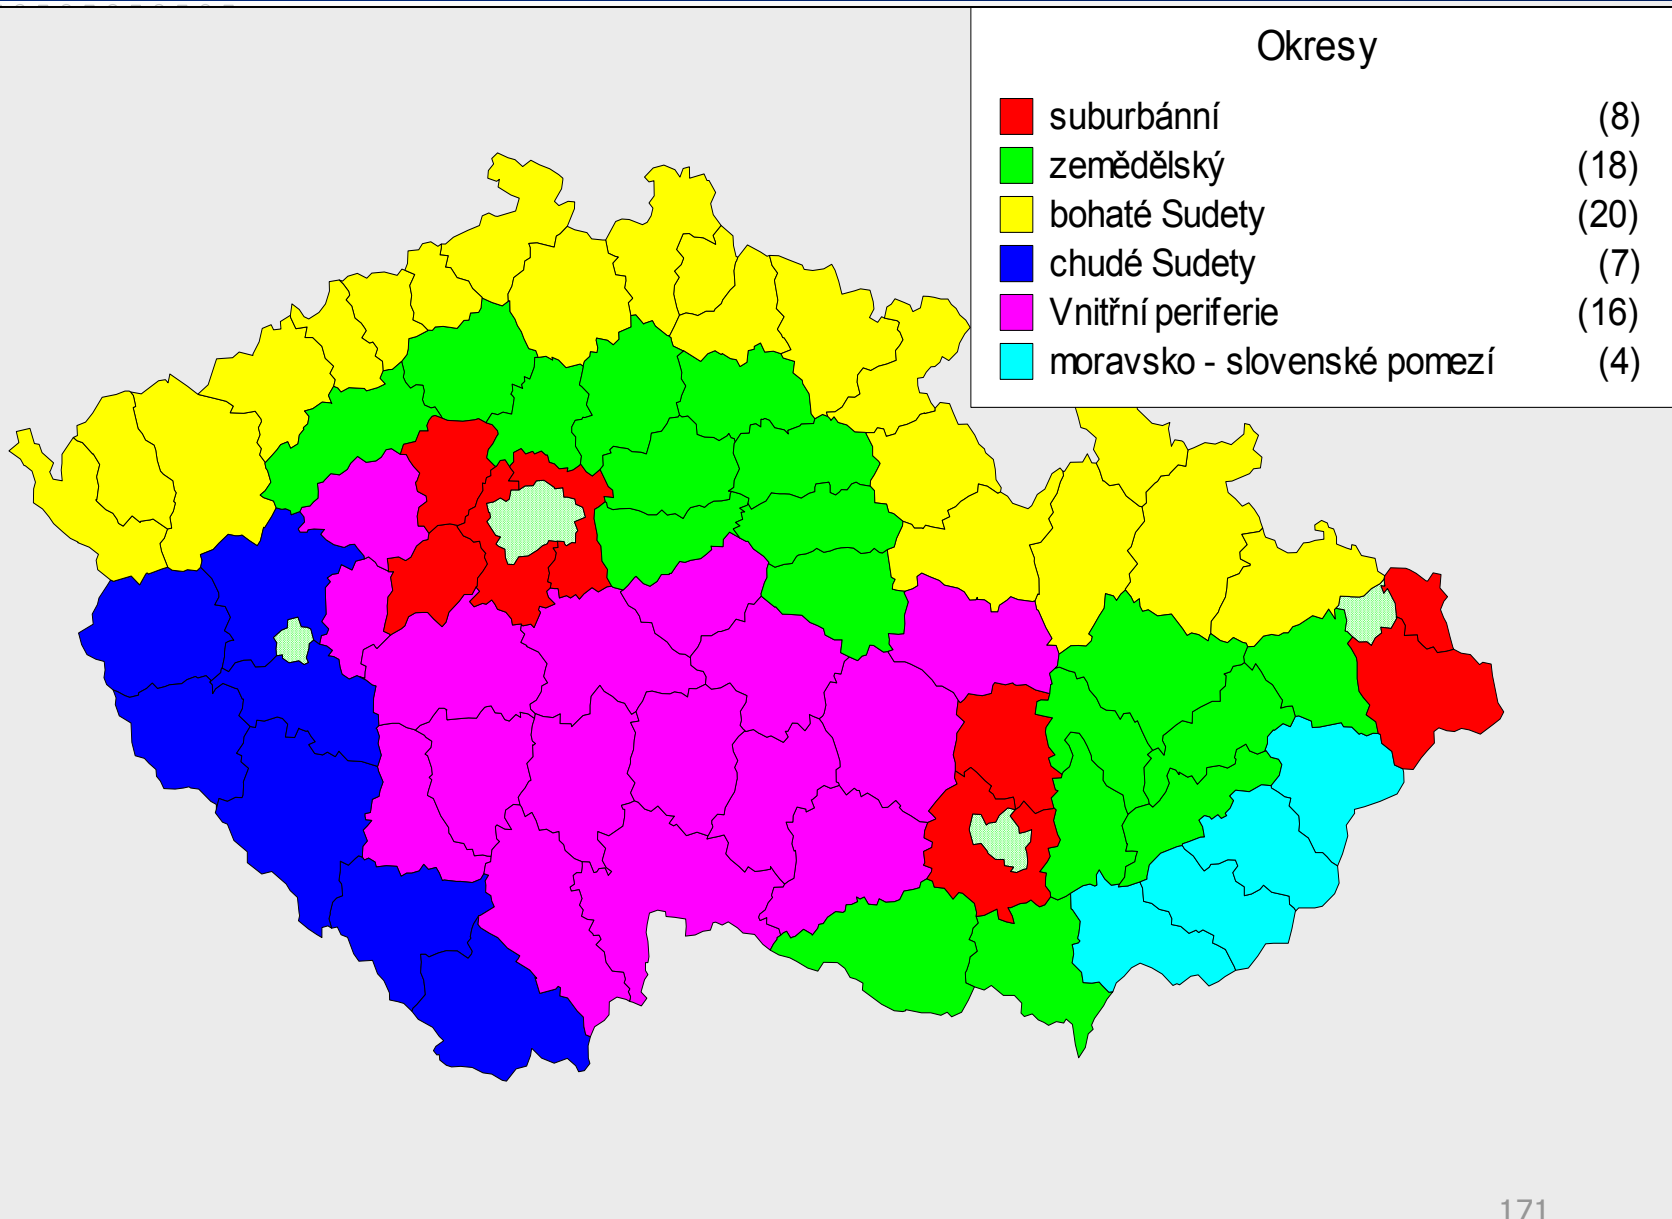 Okresy
suburbánní (8)
zemědělský (18)
bohaté Sudety (20)
chudé Sudety (7)
Vnitřní periferie (16)
moravsko - slovenské pomezí (4)
171